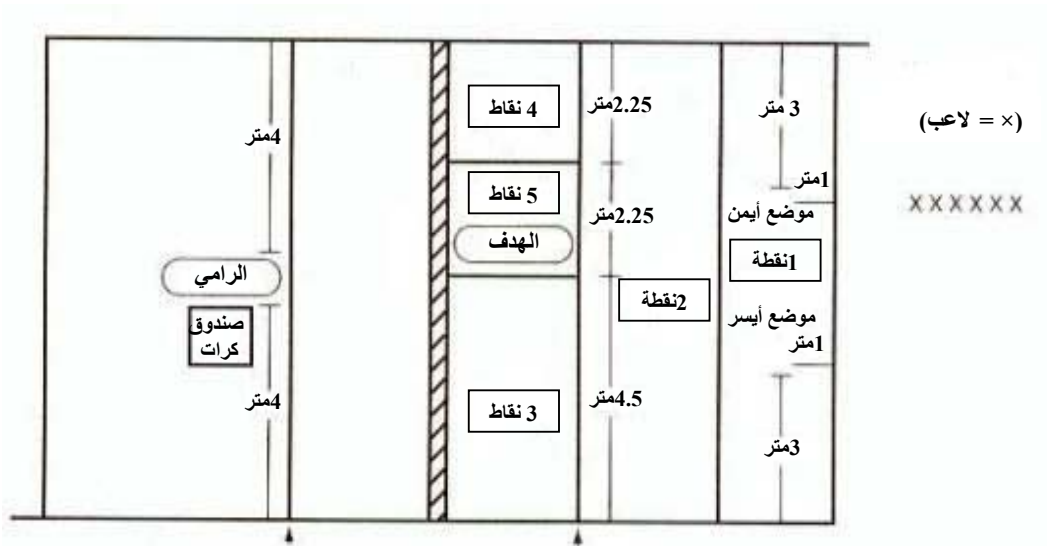 (× = لاعب)
XXXXXX
3 متر
1متر
موضع أيمن
1نقطة
موضع أيسر
1متر
3متر
2نقطة
2.25متر
2.25متر
4.5متر
4 نقاط
5 نقاط
الهدف
3 نقاط
4متر
الرامي
صندوق
كرات
4متر